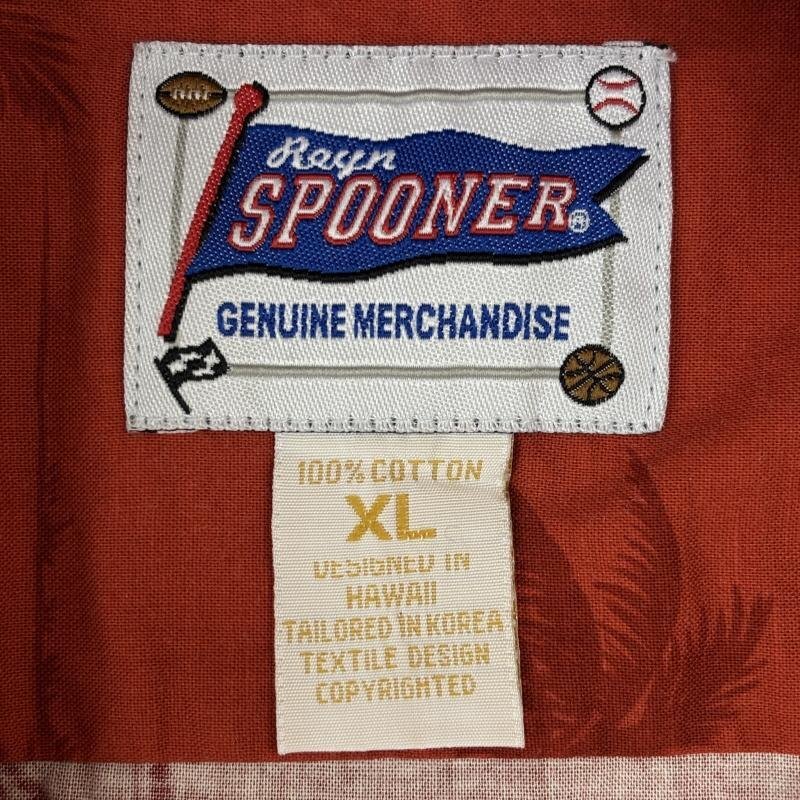 Reyn
SPOONER®
GENUINE MERCHANDISE
100% COTTON
XL
DESIGNED IN
HAWAII
TAILORED IN KOREA
TEXTILE DESIGN
COPYRIGHTED